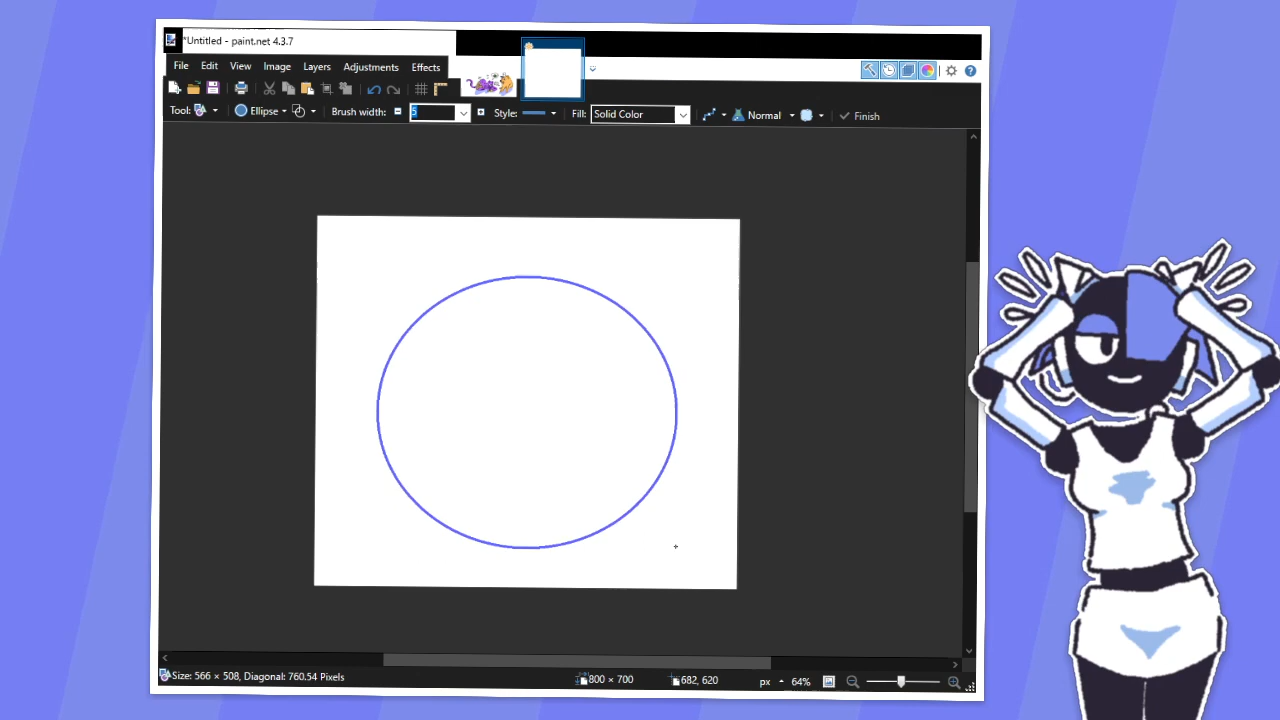 *Untitled - paint.net 4.3.7
File Edit View Image Layers Adjustments Effects
Tool: Ellipse Brush width: 5 Style: Fill: Solid Color Normal Finish
Size: 566 × 508, Diagonal: 760.54 Pixels 800 × 700 682, 620 px 64%